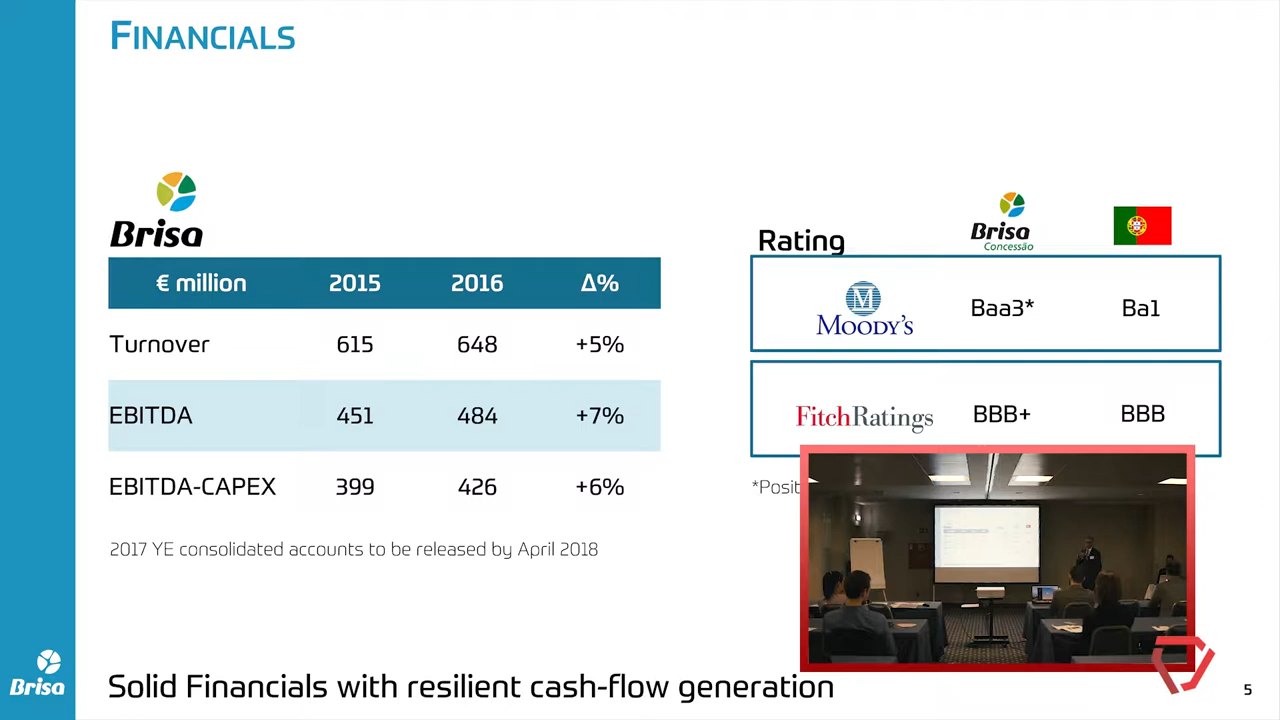 FINANCIALS
Brisa
€ million 2015 2016 Δ%
Turnover 615 648 +5%
EBITDA 451 484 +7%
EBITDA-CAPEX 399 426 +6%
2017 YE consolidated accounts to be released by April 2018
Rating
Brisa
Concessão
MOODY'S Baa3* Ba1
FitchRatings BBB+ BBB
Solid Financials with resilient cash-flow generation
Brisa
5